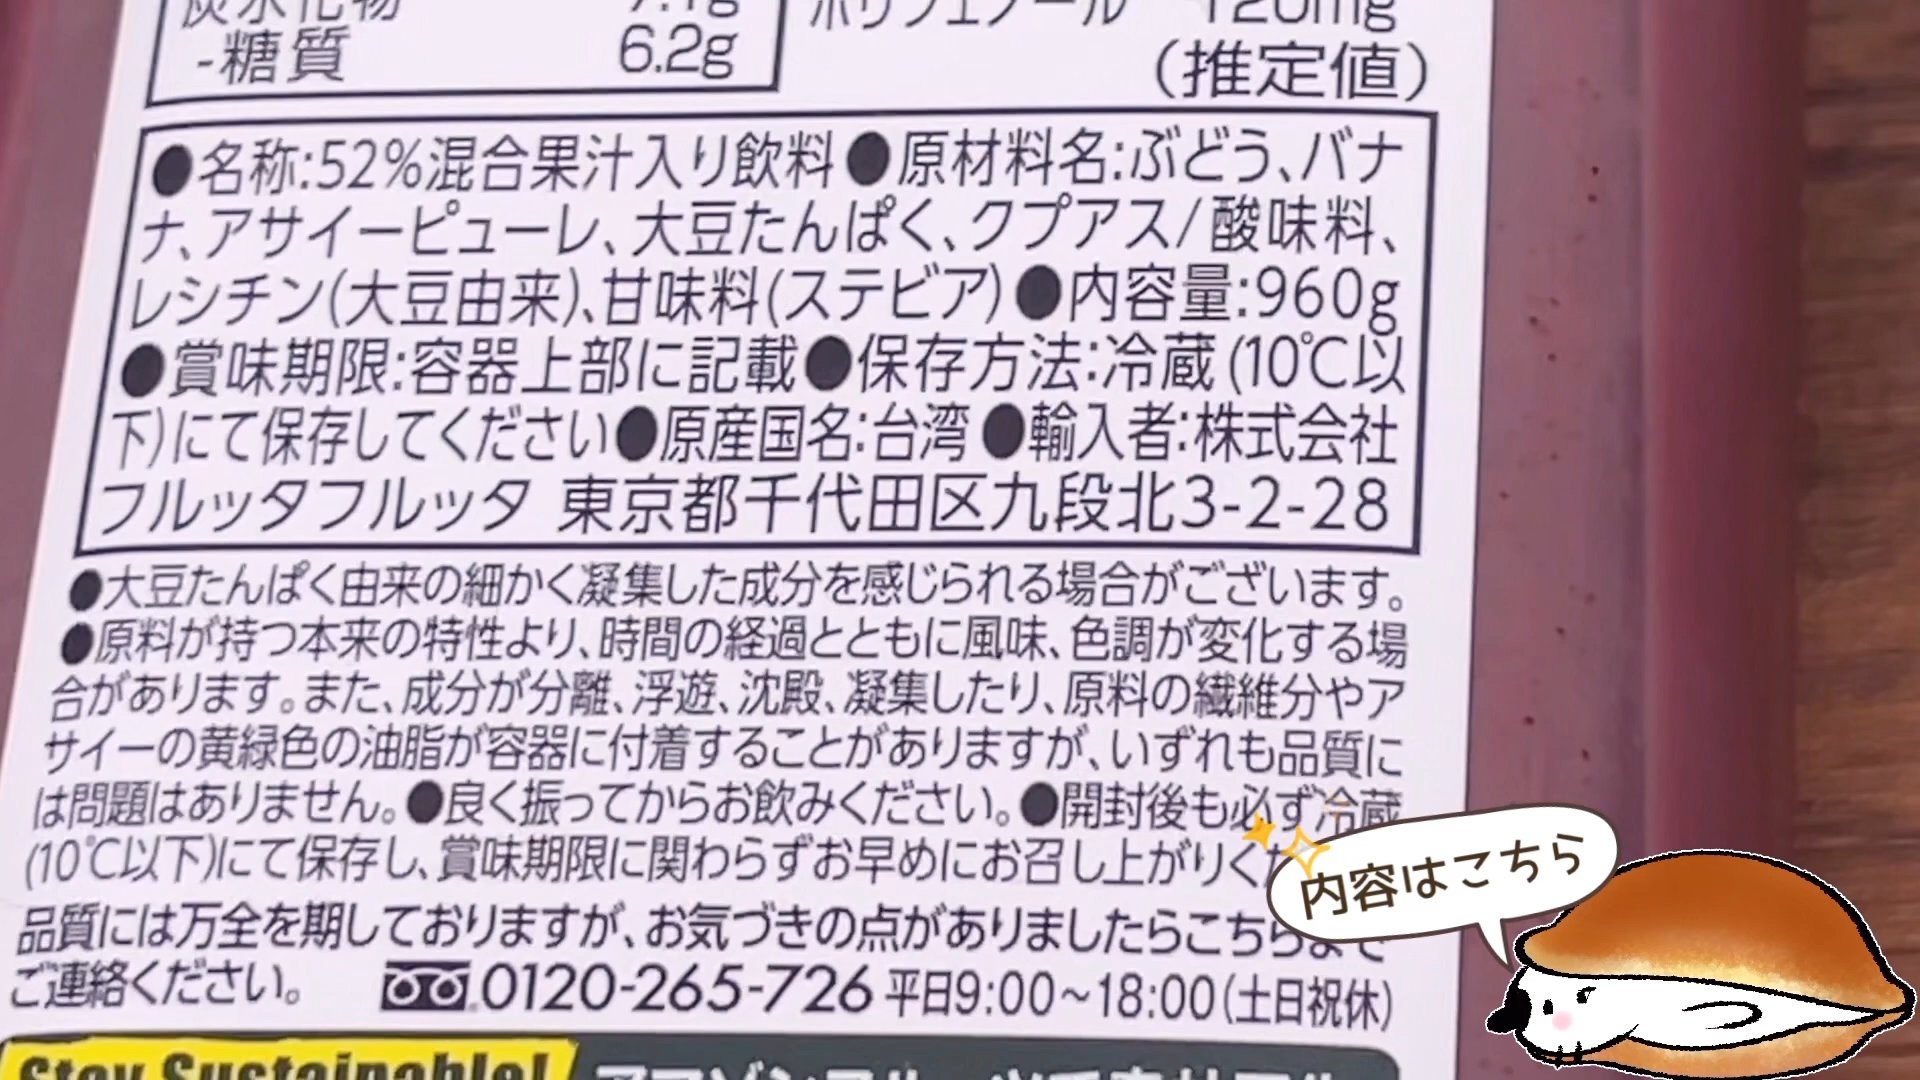 炭水化物 7.1g ポリフェノール 120mg
-糖質 6.2g (推定値)
●名称:52%混合果汁入り飲料●原材料名:ぶどう、バナ
ナ、アサイーピューレ、大豆たんぱく、クプアス/酸味料、
レシチン(大豆由来)、甘味料(ステビア)●内容量:960g
●賞味期限:容器上部に記載●保存方法:冷蔵(10℃以
下)にて保存してください●原産国名:台湾●輸入者:株式会社
フルッタフルッタ 東京都千代田区九段北3-2-28
●大豆たんぱく由来の細かく凝集した成分を感じられる場合がございます。
●原料が持つ本来の特性より、時間の経過とともに風味、色調が変化する場
合があります。また、成分が分離、浮遊、沈殿、凝集したり、原料の繊維分やア
サイーの黄緑色の油脂が容器に付着することがありますが、いずれも品質に
は問題はありません。●良く振ってからお飲みください。●開封後も必ず冷蔵
(10℃以下)にて保存し、賞味期限に関わらずお早めにお召し上がりくだ
品質には万全を期しておりますが、お気づきの点がありましたらこちらまで
ご連絡ください。 0120-265-726 平日9:00~18:00(土日祝休)
Stay Sustainable!
内容はこちら